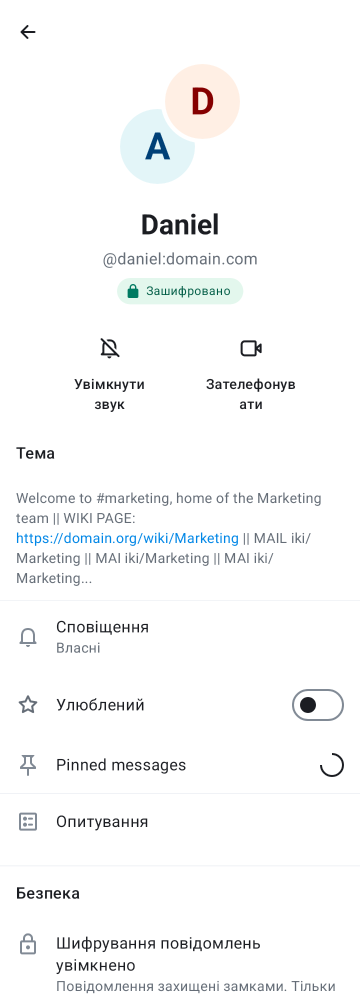 D
A
Daniel
@daniel:domain.com
Зашифровано
Увімкнути
звук
Зателефонув
ати
Тема
Welcome to #marketing, home of the Marketing
team || WIKI PAGE:
https://domain.org/wiki/Marketing || MAIL iki/
Marketing || MAI iki/Marketing || MAI iki/
Marketing...
Сповіщення
Власні
Улюблений
Pinned messages
Опитування
Безпека
Шифрування повідомлень
увімкнено
Повідомлення захищені замками. Тільки